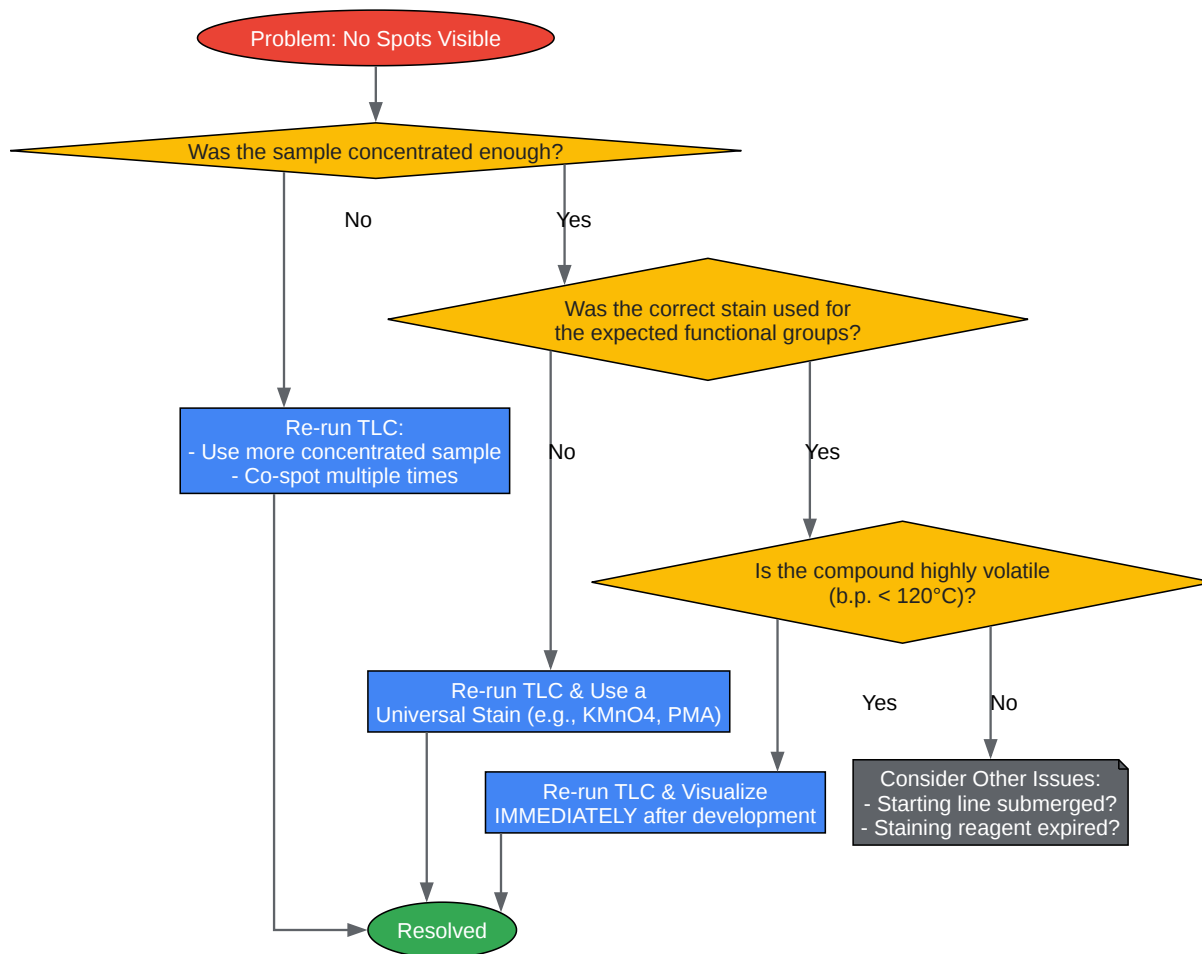 Problem: No Spots Visible
Was the sample concentrated enough?
No
Yes
Was the correct stain used for
the expected functional groups?
Re-run TLC:
- Use more concentrated sample
- Co-spot multiple times
No
Yes
Is the compound highly volatile
(b.p. < 120°C)?
Re-run TLC & Use a
Universal Stain (e.g., KMnO4, PMA)
Yes
No
Re-run TLC & Visualize
IMMEDIATELY after development
Consider Other Issues:
- Starting line submerged?
- Staining reagent expired?
Resolved